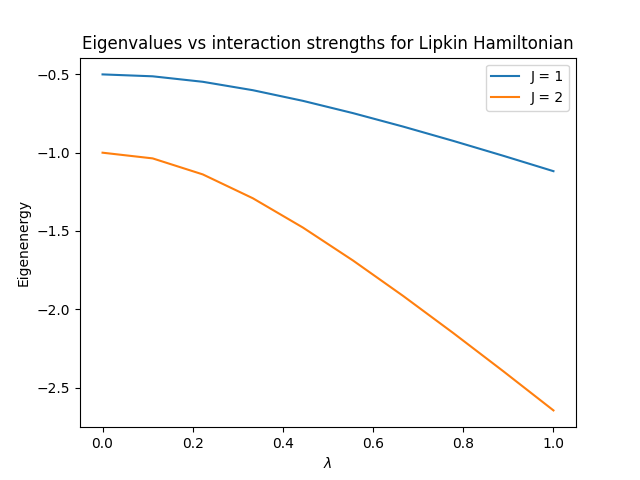 Eigenvalues vs interaction strengths for Lipkin Hamiltonian
J = 1
J = 2
−0.5
−1.0
−1.5
−2.0
−2.5
Eigenenergy
0.0 0.2 0.4 0.6 0.8 1.0
λ